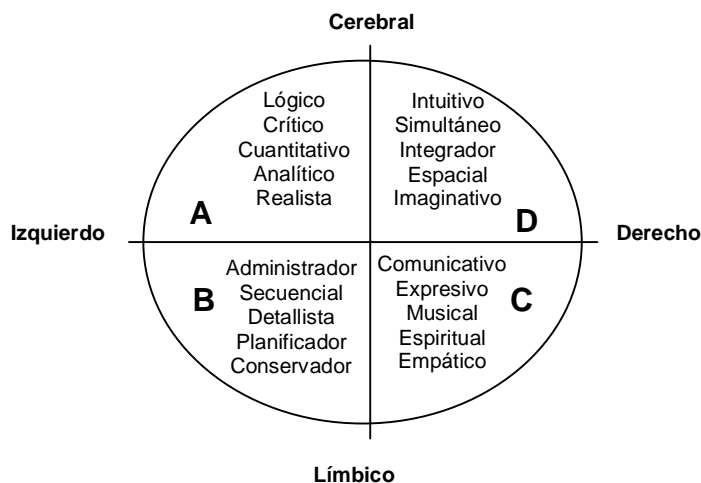 Cerebral
Lógico
Crítico
Cuantitativo
Analítico
Realista
A
Intuitivo
Simultáneo
Integrador
Espacial
Imaginativo
D
Izquierdo
Derecho
B
Administrador
Secuencial
Detallista
Planificador
Conservador
Comunicativo
Expresivo
Musical
Espiritual
Empático
C
Límbico